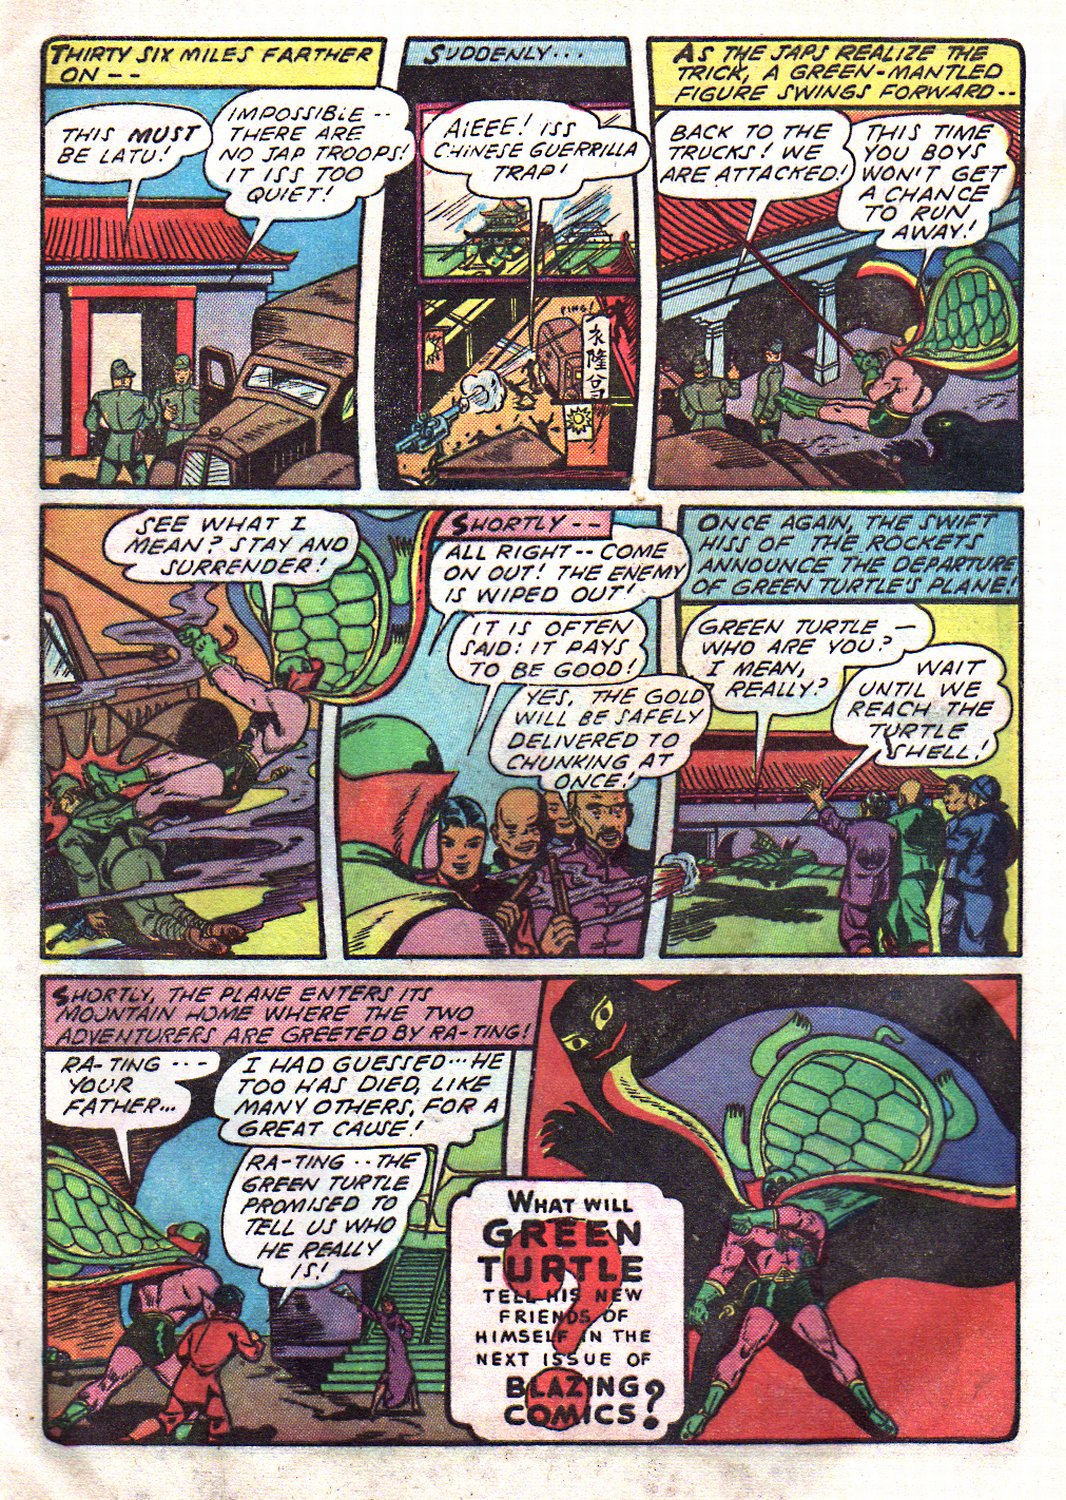 THIRTY SIX MILES FARTHER
ON --
THIS MUST
BE LATU!
IMPOSSIBLE --
THERE ARE
NO JAP TROOPS!
IT ISS TOO
QUIET!
SUDDENLY...
AIEEE! ISS
CHINESE GUERRILLA
TRAP!
PING!
隆
AS THE JAPS REALIZE THE
TRICK, A GREEN-MANTLED
FIGURE SWINGS FORWARD--
BACK TO THE
TRUCKS! WE
ARE ATTACKED!
THIS TIME
YOU BOYS
WON'T GET
A CHANCE
TO RUN
AWAY!
SEE WHAT I
MEAN? STAY AND
SURRENDER!
SHORTLY --
ALL RIGHT-- COME
ON OUT! THE ENEMY
IS WIPED OUT!
IT IS OFTEN
SAID: IT PAYS
TO BE GOOD!
YES, THE GOLD
WILL BE SAFELY
DELIVERED TO
CHUNKING AT
ONCE!
ONCE AGAIN, THE SWIFT
HISS OF THE ROCKETS
ANNOUNCE THE DEPARTURE
OF GREEN TURTLE'S PLANE!
GREEN TURTLE —
WHO ARE YOU?
I MEAN,
REALLY?
WAIT
UNTIL WE
REACH THE
TURTLE
SHELL!
SHORTLY, THE PLANE ENTERS ITS
MOUNTAIN HOME WHERE THE TWO
ADVENTURERS ARE GREETED BY RA-TING!
RA-TING ---
YOUR
FATHER...
I HAD GUESSED... HE
TOO HAS DIED, LIKE
MANY OTHERS, FOR A
GREAT CAUSE!
RA-TING -- THE
GREEN TURTLE
PROMISED TO
TELL US WHO
HE REALLY
IS!
WHAT WILL
GREEN
TURTLE
TELL HIS NEW
FRIENDS OF
HIMSELF IN THE
NEXT ISSUE OF
BLAZING
COMICS?